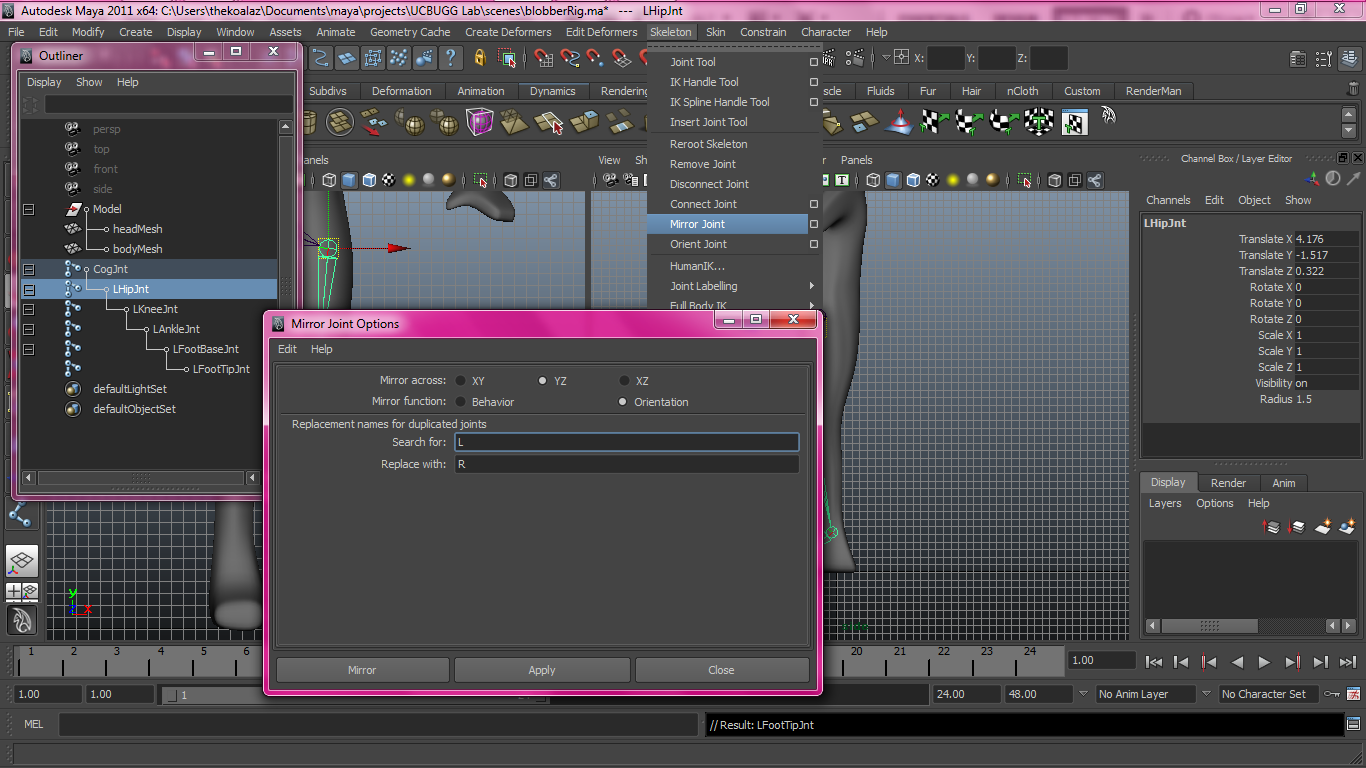 Autodesk Maya 2011 x64: C:\Users\thekoalaz\Documents\maya\projects\UCBUGG Lab\scenes\blobberRig.ma* --- LHipJnt
File Edit Modify Create Display Window Assets Animate Geometry Cache Create Deformers Edit Deformers Skeleton Skin Constrain Character Help
Outliner
Display Show Help
X: Y: Z:
Subdivs Deformation Animation Dynamics Rendering Fluids Fur Hair nCloth Custom RenderMan
Joint Tool
IK Handle Tool
IK Spline Handle Tool
Insert Joint Tool
Reroot Skeleton
Remove Joint
Disconnect Joint
Connect Joint
Mirror Joint
Orient Joint
HumanIK...
Joint Labelling
Full Body IK
View
Panels
persp
top
front
side
Model
headMesh
bodyMesh
CogJnt
LHipJnt
LKneeJnt
LAnkleJnt
LFootBaseJnt
LFootTipJnt
defaultLightSet
defaultObjectSet
Channel Box / Layer Editor
Channels Edit Object Show
LHipJnt
Translate X 4.176
Translate Y -1.517
Translate Z 0.322
Rotate X 0
Rotate Y 0
Rotate Z 0
Scale X 1
Scale Y 1
Scale Z 1
Visibility on
Radius 1.5
Mirror Joint Options
Edit Help
Mirror across: XY YZ XZ
Mirror function: Behavior Orientation
Replacement names for duplicated joints
Search for: L
Replace with: R
Mirror Apply Close
Display Render Anim
Layers Options Help
y
x
1 2 3 4 5 6 20 21 22 23 24
1.00
1.00 1.00 1 24.00 48.00 No Anim Layer No Character Set
MEL
// Result: LFootTipJnt